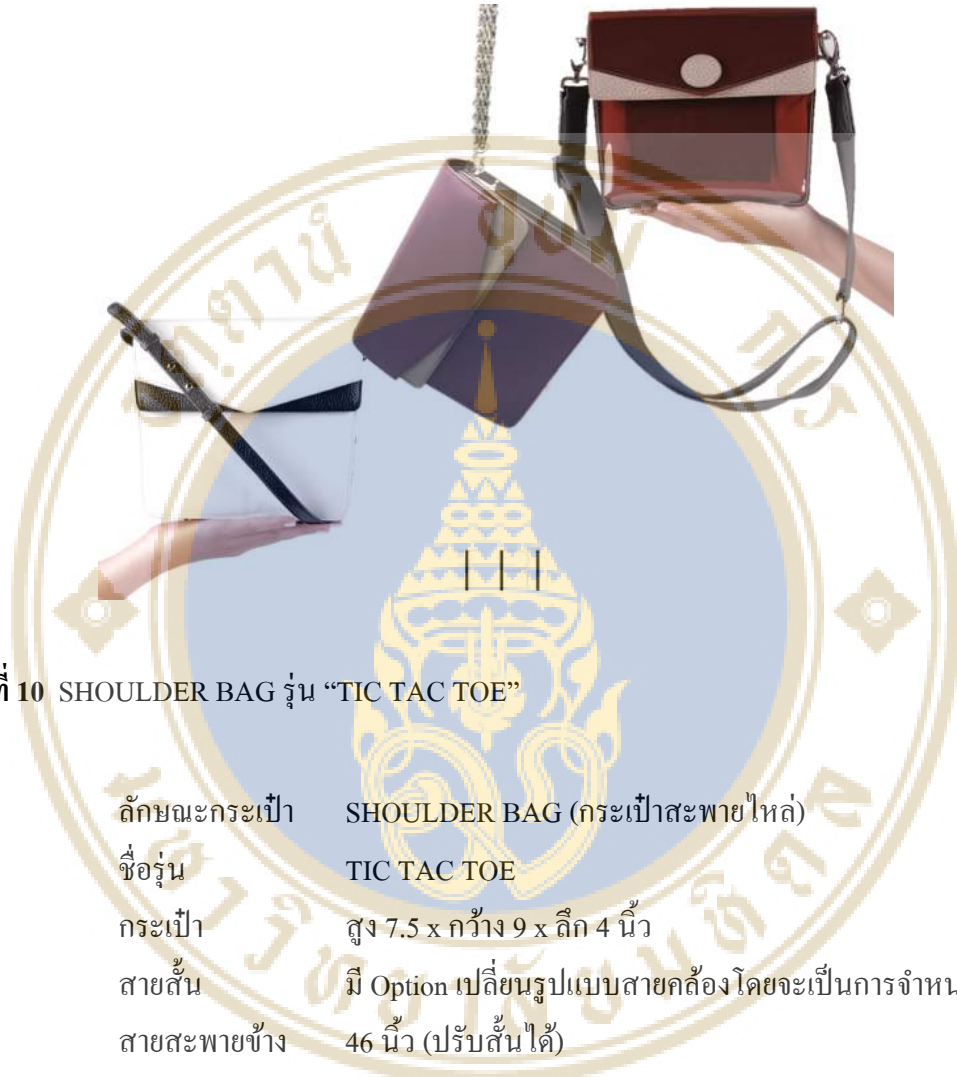 ที่ 10 SHOULDER BAG รุ่น “TIC TAC TOE”
ลักษณะกระเป๋า SHOULDER BAG (กระเป๋าสะพายไหล่)
ชื่อรุ่น TIC TAC TOE
กระเป๋า สูง 7.5 x กว้าง 9 x ลึก 4 นิ้ว
สายสั้น มี Option เปลี่ยนรูปแบบสายคล้องโดยจะเป็นการจำหน
สายสะพายข้าง 46 นิ้ว (ปรับสั้นได้)